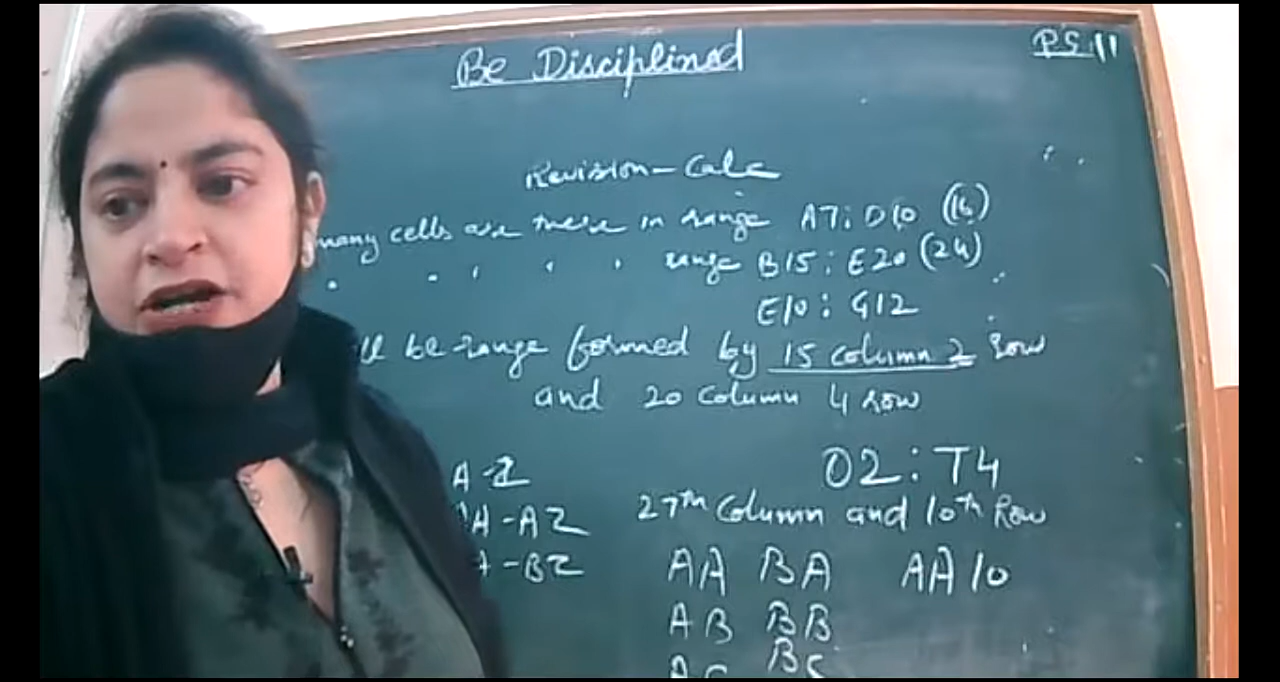 Be Disciplined
PS 11
Revision - Calc
many cells are there in range A7 : D10 (16)
" " " " range B15 : E20 (24)
E10 : G12
ll be range formed by 15 column 2 row
and 20 column 4 row
O2 : T4
A - Z
AA - AZ
A - BZ
27th Column and 10th Row
AA BA AA10
AB BB
AC BC